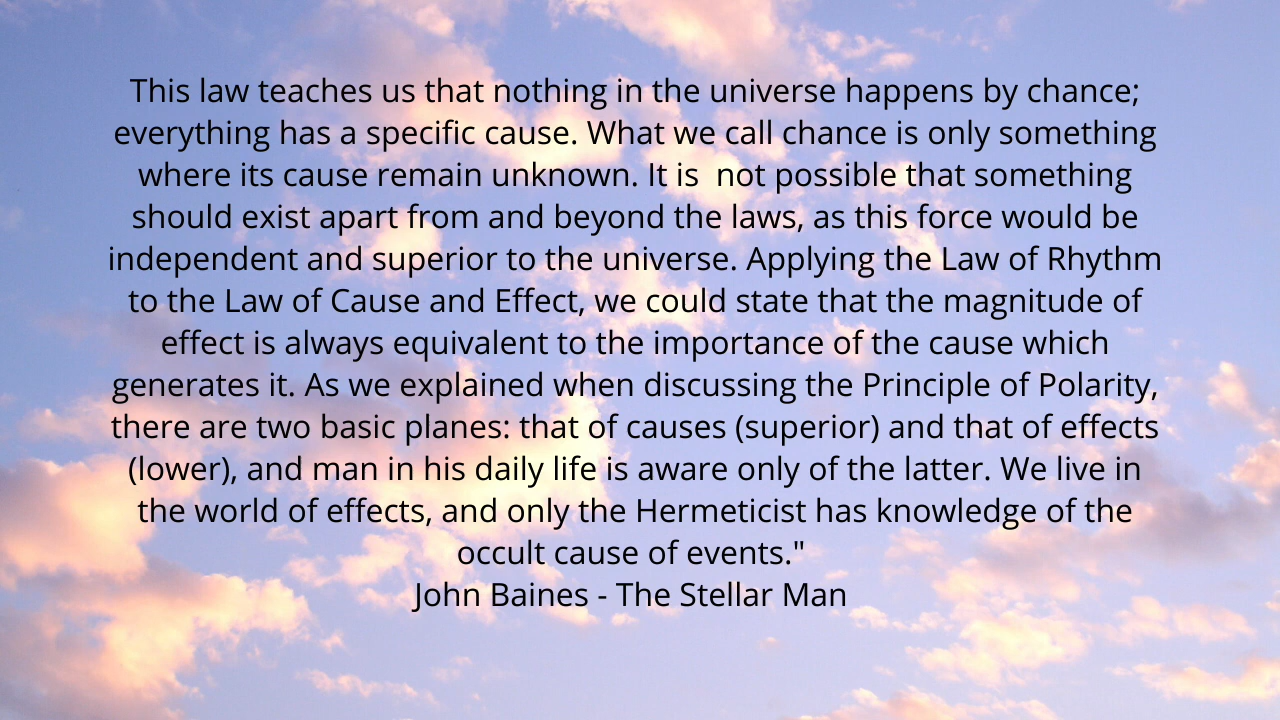 This law teaches us that nothing in the universe happens by chance;
everything has a specific cause. What we call chance is only something
where its cause remain unknown. It is  not possible that something
should exist apart from and beyond the laws, as this force would be
independent and superior to the universe. Applying the Law of Rhythm
to the Law of Cause and Effect, we could state that the magnitude of
effect is always equivalent to the importance of the cause which
generates it. As we explained when discussing the Principle of Polarity,
there are two basic planes: that of causes (superior) and that of effects
(lower), and man in his daily life is aware only of the latter. We live in
the world of effects, and only the Hermeticist has knowledge of the
occult cause of events."
John Baines - The Stellar Man